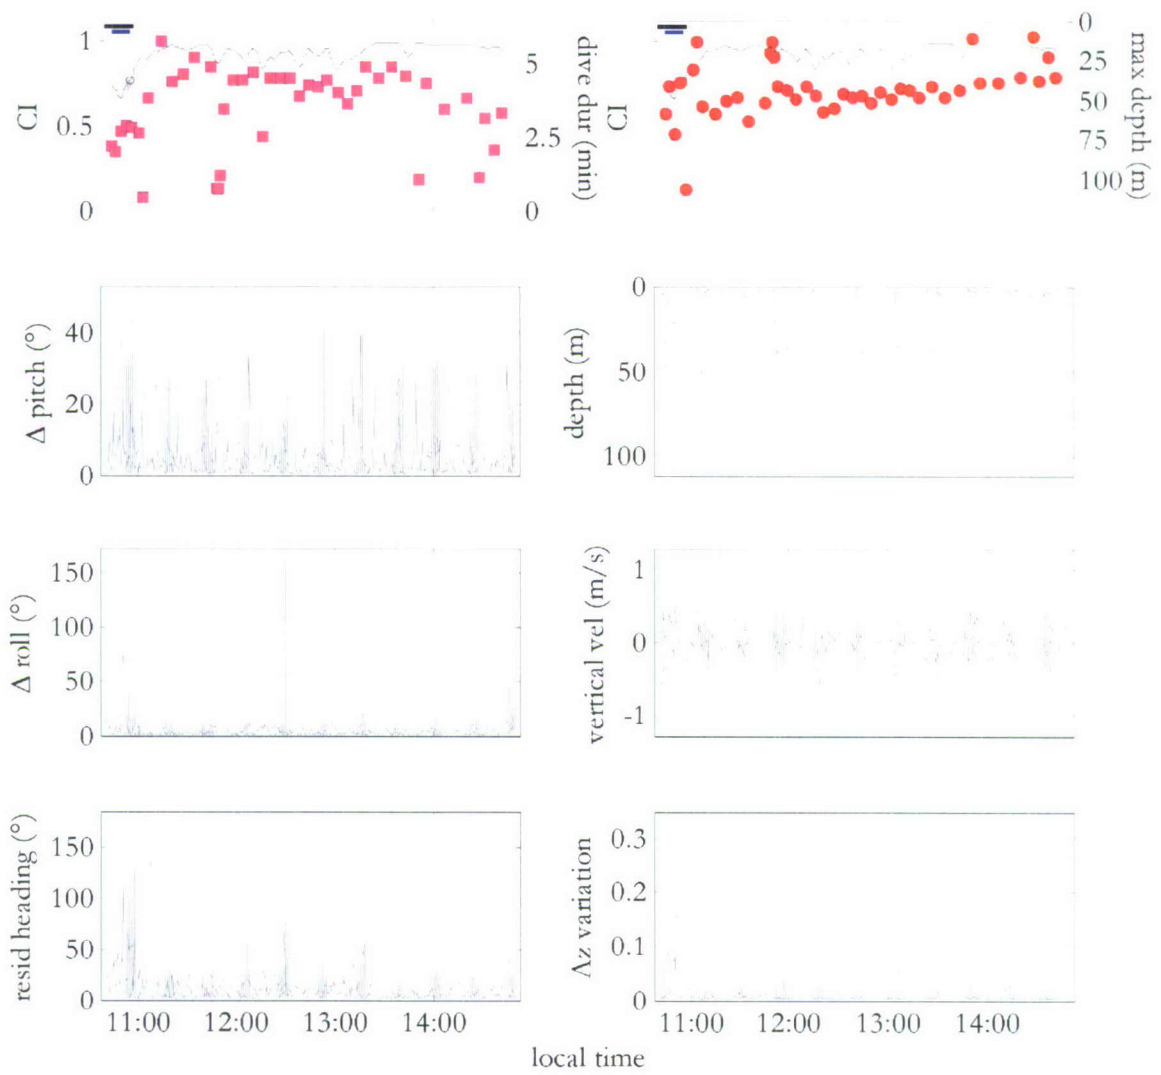 1
0.5
0
CI
5
2.5
0
dive dur (min)
CI
0
25
50
75
100
max depth (m)
40
20
0
Δ pitch (°)
0
50
100
depth (m)
150
100
50
0
Δ roll (°)
1
0
-1
vertical vel (m/s)
150
100
50
0
resid heading (°)
0.3
0.2
0.1
0
Δz variation
11:00 12:00 13:00 14:00
11:00 12:00 13:00 14:00
local time